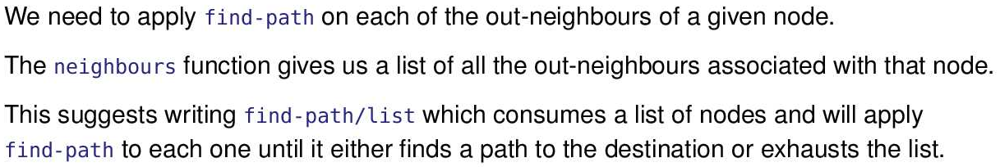 We need to apply find-path on each of the out-neighbours of a given node.
The neighbours function gives us a list of all the out-neighbours associated with that node.
This suggests writing find-path/list which consumes a list of nodes and will apply
find-path to each one until it either finds a path to the destination or exhausts the list.